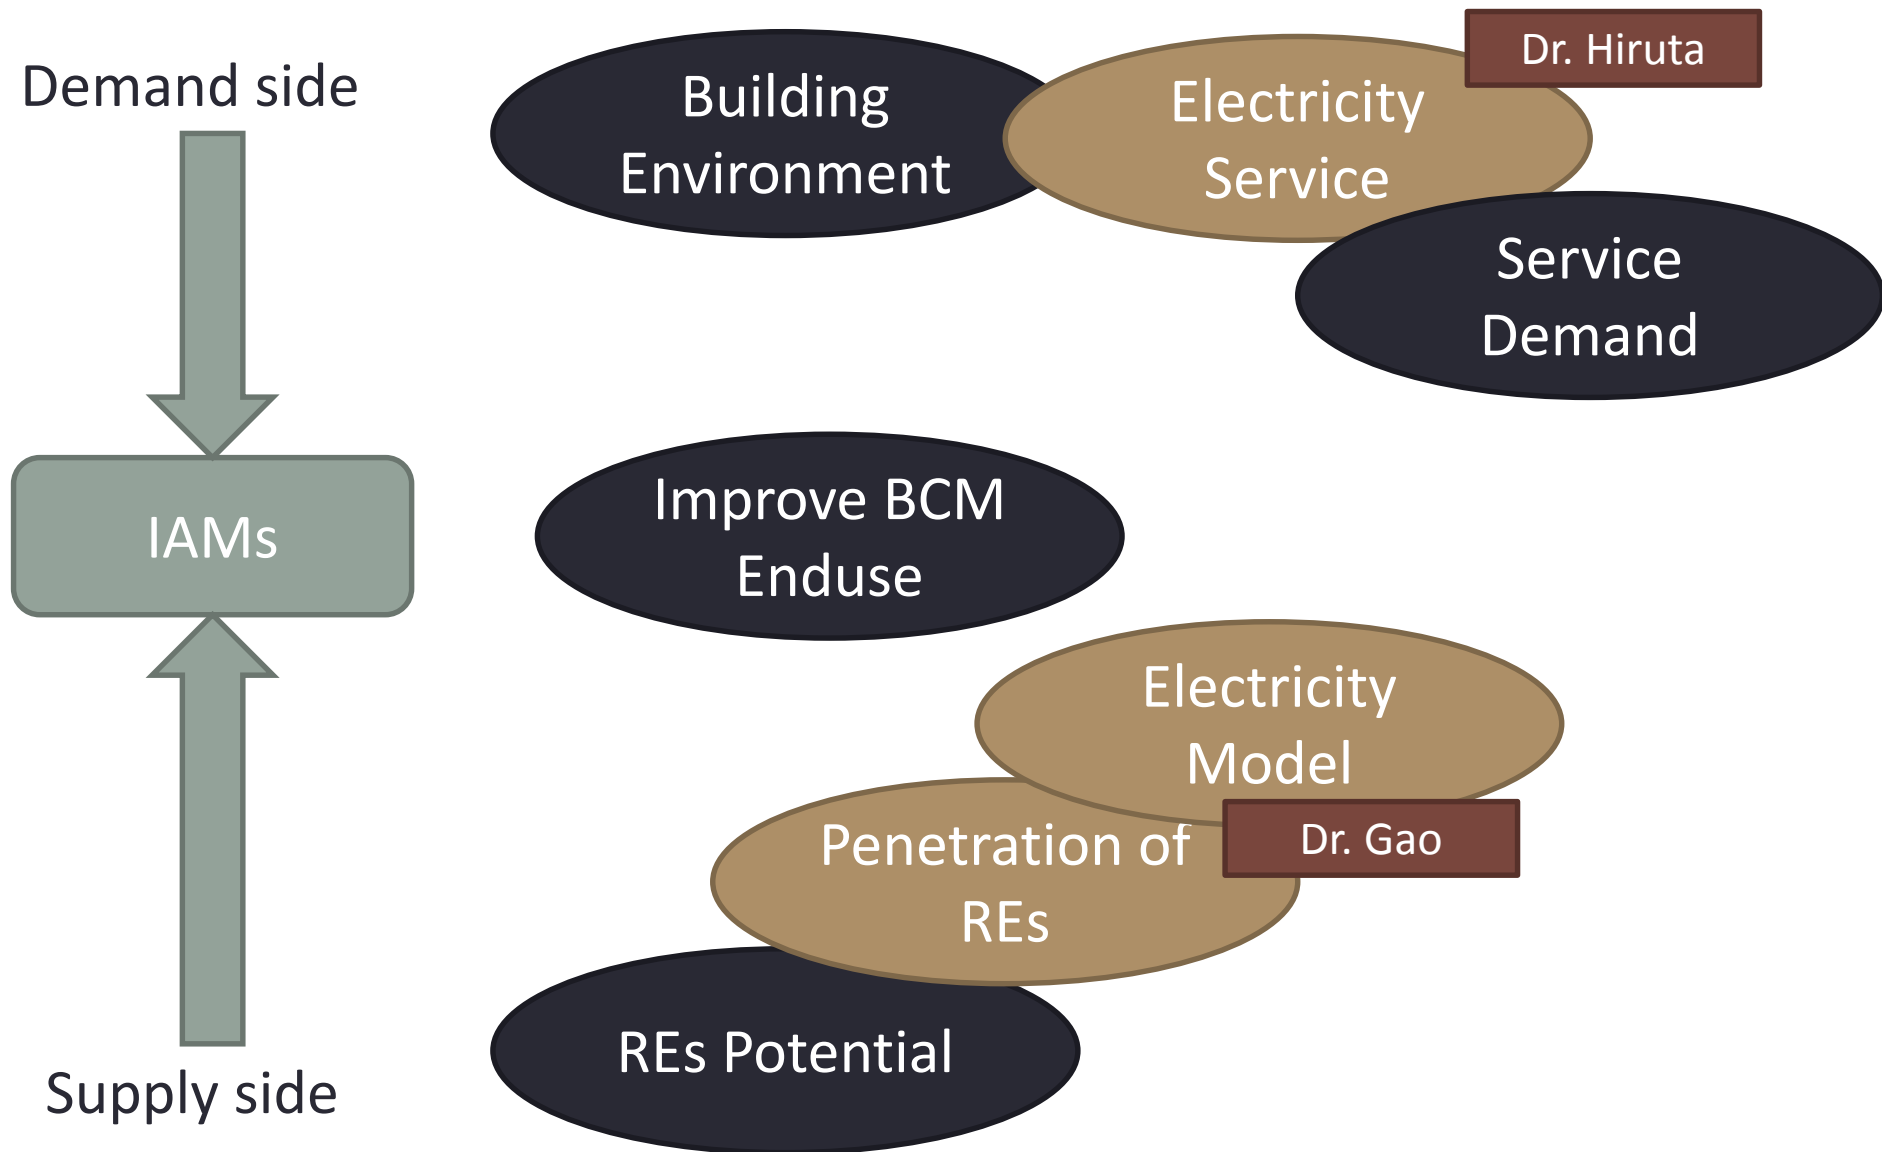 Demand side
Building
Environment
Electricity
Service
Dr. Hiruta
Service
Demand
IAMs
Improve BCM
Enduse
Electricity
Model
Penetration of
REs
Dr. Gao
REs Potential
Supply side